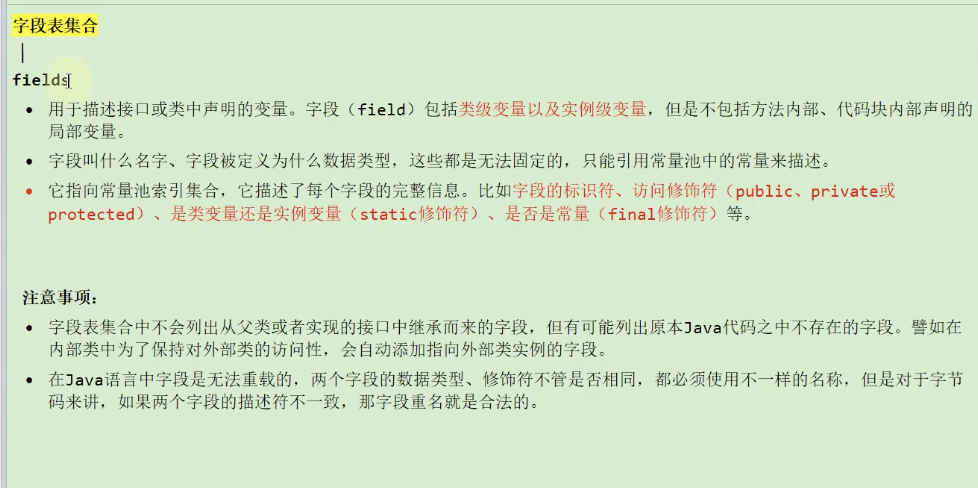 字段表集合
fields
用于描述接口或类中声明的变量。字段（field）包括类级变量以及实例级变量，但是不包括方法内部、代码块内部声明的
局部变量。
字段叫什么名字、字段被定义为什么数据类型，这些都是无法固定的，只能引用常量池中的常量来描述。
它指向常量池索引集合，它描述了每个字段的完整信息。比如字段的标识符、访问修饰符（public、private或
protected）、是类变量还是实例变量（static修饰符）、是否是常量（final修饰符）等。
注意事项：
字段表集合中不会列出从父类或者实现的接口中继承而来的字段，但有可能列出原本Java代码之中不存在的字段。譬如在
内部类中为了保持对外部类的访问性，会自动添加指向外部类实例的字段。
在Java语言中字段是无法重载的，两个字段的数据类型、修饰符不管是否相同，都必须使用不一样的名称，但是对于字节
码来讲，如果两个字段的描述符不一致，那字段重名就是合法的。